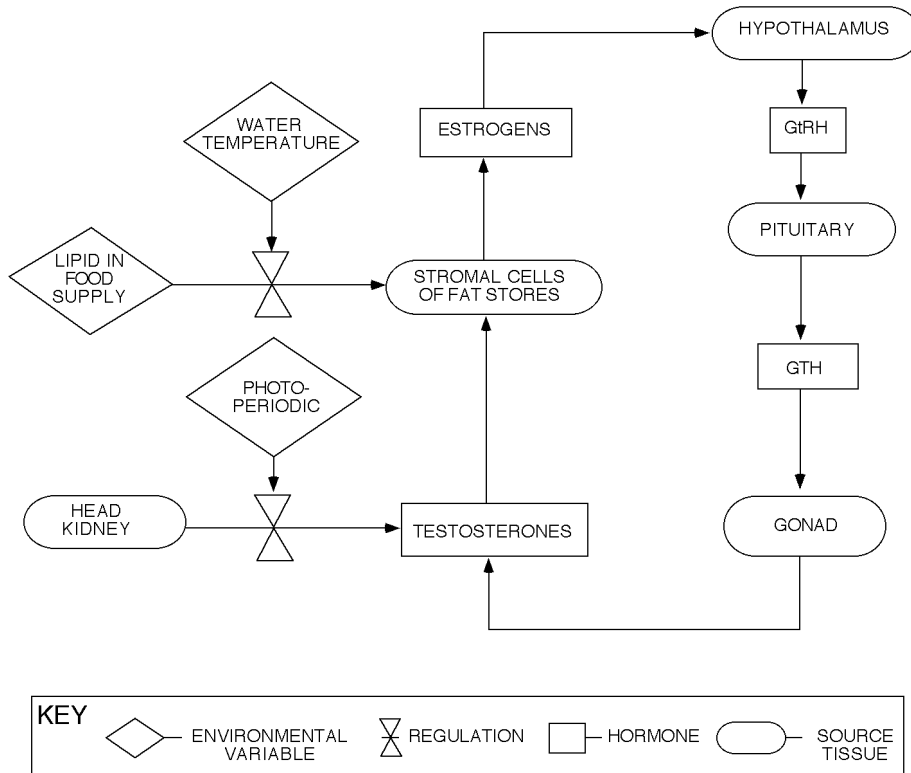 HYPOTHALAMUS
WATER
TEMPERATURE
ESTROGENS
GtRH
PITUITARY
LIPID IN
FOOD
SUPPLY
STROMAL CELLS
OF FAT STORES
GTH
PHOTO-
PERIODIC
HEAD
KIDNEY
TESTOSTERONES
GONAD
KEY
ENVIRONMENTAL
VARIABLE
REGULATION
HORMONE
SOURCE
TISSUE